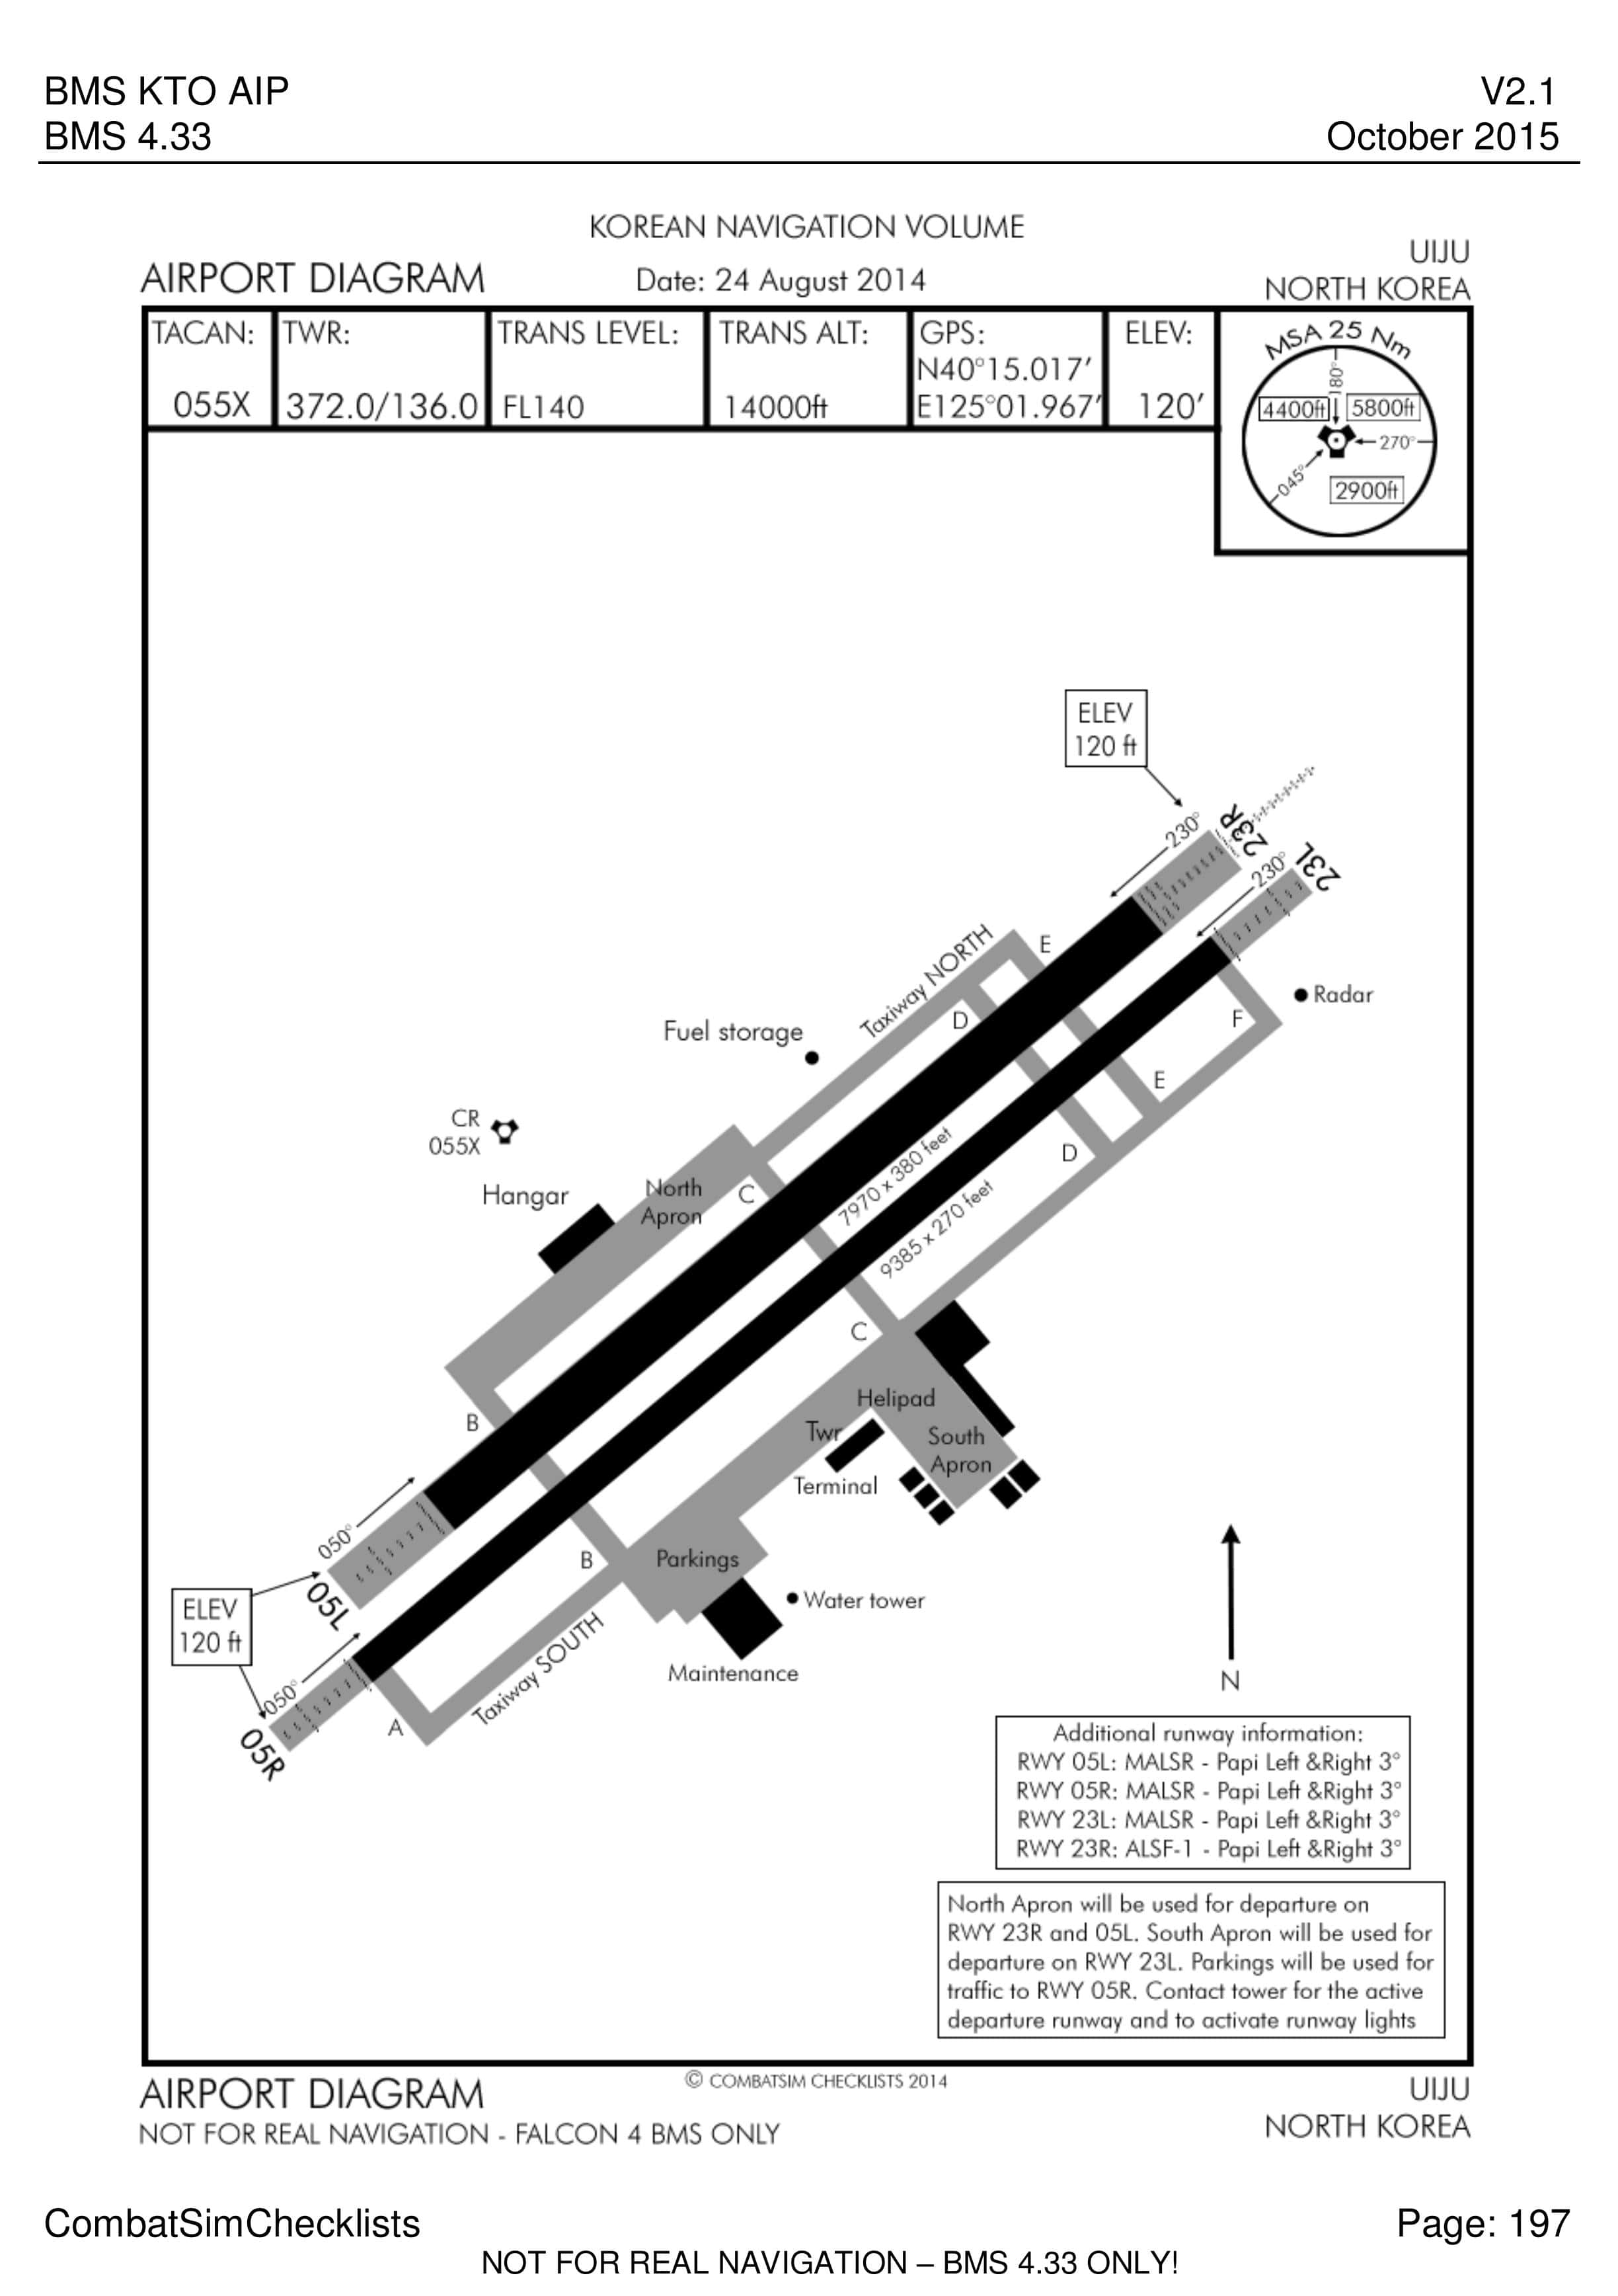 BMS KTO AIP
V2.1
BMS 4.33
October 2015
KOREAN NAVIGATION VOLUME
UIJU
AIRPORT DIAGRAM
Date: 24 August 2014
NORTH KOREA
TACAN:
055X
TWR:
372.0/136.0
TRANS LEVEL:
FL140
TRANS ALT:
14000ft
GPS:
N40°15.017′
E125°01.967′
ELEV:
120′
MSA 25 Nm
180°
4400ft
5800ft
270°
045°
2900ft
ELEV
120 ft
230°
23R
230°
23L
Taxiway NORTH
E
Radar
D
F
Fuel storage
E
CR
055X
D
7970 x 380 feet
9385 x 270 feet
Hangar
North
Apron
C
C
Helipad
B
Twr
South
Apron
Terminal
050°
B
Parkings
05L
ELEV
120 ft
Water tower
Taxiway SOUTH
Maintenance
N
050°
A
05R
Additional runway information:
RWY 05L: MALSR - Papi Left &Right 3°
RWY 05R: MALSR - Papi Left &Right 3°
RWY 23L: MALSR - Papi Left &Right 3°
RWY 23R: ALSF-1 - Papi Left &Right 3°
North Apron will be used for departure on
RWY 23R and 05L. South Apron will be used for
departure on RWY 23L. Parkings will be used for
traffic to RWY 05R. Contact tower for the active
departure runway and to activate runway lights
© COMBATSIM CHECKLISTS 2014
AIRPORT DIAGRAM
UIJU
NOT FOR REAL NAVIGATION - FALCON 4 BMS ONLY
NORTH KOREA
CombatSimChecklists
Page: 197
NOT FOR REAL NAVIGATION – BMS 4.33 ONLY!